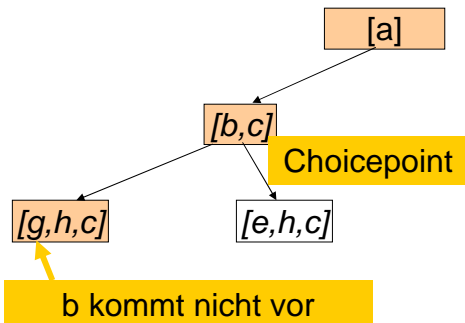 [a]
[b,c]
Choicepoint
[g,h,c]
[e,h,c]
b kommt nicht vor